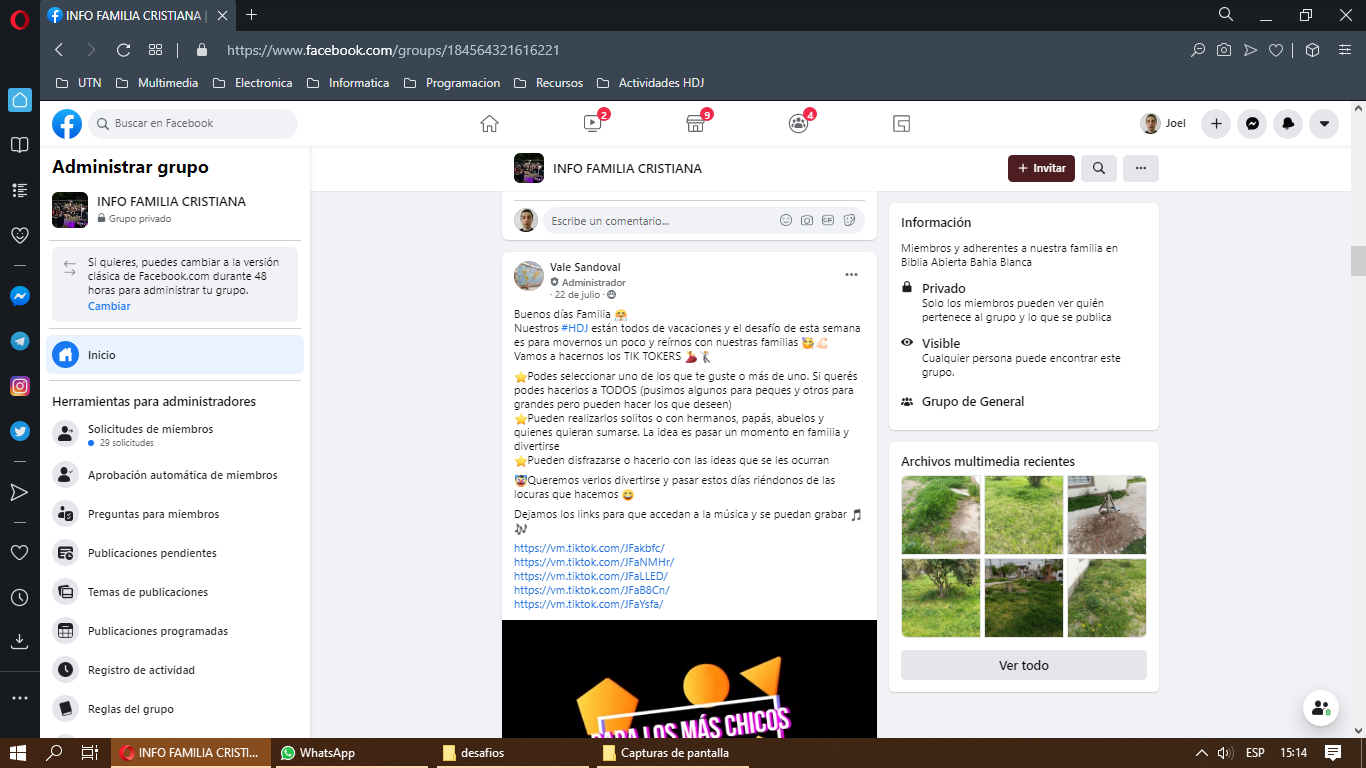 INFO FAMILIA CRISTIANA |
https://www.facebook.com/groups/184564321616221
UTN
Multimedia
Electronica
Informatica
Programacion
Recursos
Actividades HDJ
Buscar en Facebook
2
9
4
Joel
Administrar grupo
INFO FAMILIA CRISTIANA
Grupo privado
Si quieres, puedes cambiar a la versión
clásica de Facebook.com durante 48
horas para administrar tu grupo.
Cambiar
Inicio
Herramientas para administradores
Solicitudes de miembros
29 solicitudes
Aprobación automática de miembros
Preguntas para miembros
Publicaciones pendientes
Temas de publicaciones
Publicaciones programadas
Registro de actividad
Reglas del grupo
INFO FAMILIA CRISTIANA
+ Invitar
Escribe un comentario...
GIF
Vale Sandoval
Administrador
· 22 de julio ·
Buenos días Familia 🤗
Nuestros #HDJ están todos de vacaciones y el desafío de esta semana
es para movernos un poco y reírnos con nuestras familias 🥰💪🏻
Vamos a hacernos los TIK TOKERS 💃🏌
⭐Podes seleccionar uno de los que te guste o más de uno. Si querés
podes hacerlos a TODOS (pusimos algunos para peques y otros para
grandes pero pueden hacer los que deseen)
⭐Pueden realizarlos solitos o con hermanos, papás, abuelos y
quienes quieran sumarse. La idea es pasar un momento en familia y
divertirse
⭐Pueden disfrazarse o hacerlo con las ideas que se les ocurran
🤡Queremos verlos divertirse y pasar estos días riéndonos de las
locuras que hacemos 😄
Dejamos los links para que accedan a la música y se puedan grabar 🎵
🎶
https://vm.tiktok.com/JFakbfc/
https://vm.tiktok.com/JFaNMHr/
https://vm.tiktok.com/JFaLLED/
https://vm.tiktok.com/JFaB8Cn/
https://vm.tiktok.com/JFaYsfa/
PARA LOS MÁS CHICOS
Información
Miembros y adherentes a nuestra familia en
Biblia Abierta Bahia Blanca
Privado
Solo los miembros pueden ver quién
pertenece al grupo y lo que se publica
Visible
Cualquier persona puede encontrar este
grupo.
Grupo de General
Archivos multimedia recientes
Ver todo
INFO FAMILIA CRISTI...
WhatsApp
desafios
Capturas de pantalla
ESP
15:14